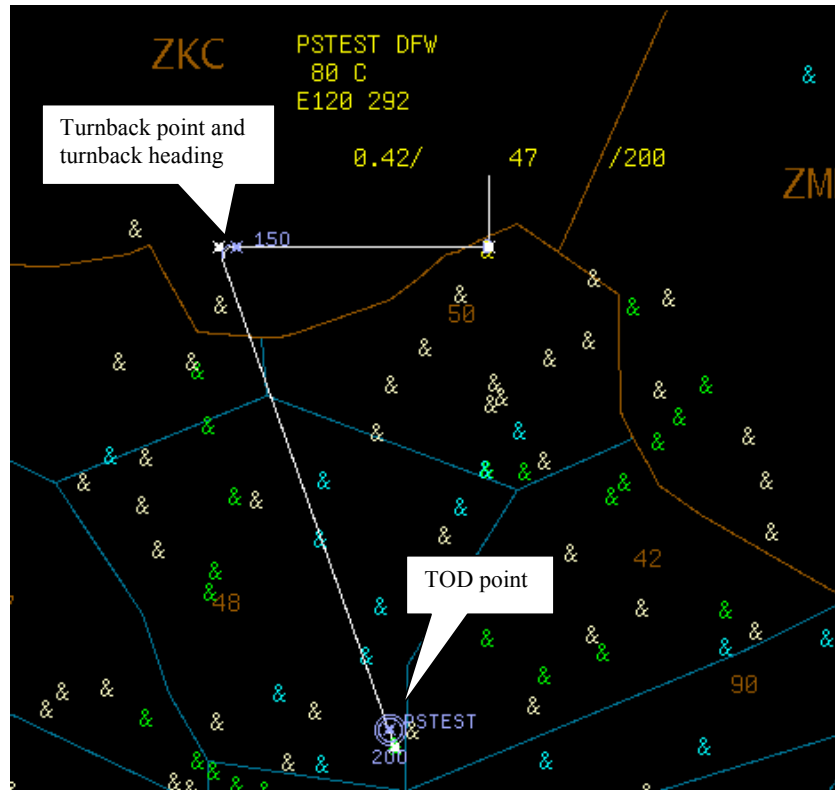 ZKC
PSTEST DFW
80 C
E120 292
Turnback point and
turnback heading
0.42/ 47 /200
ZM
150
50
42
TOD point
48
90
PSTEST
200